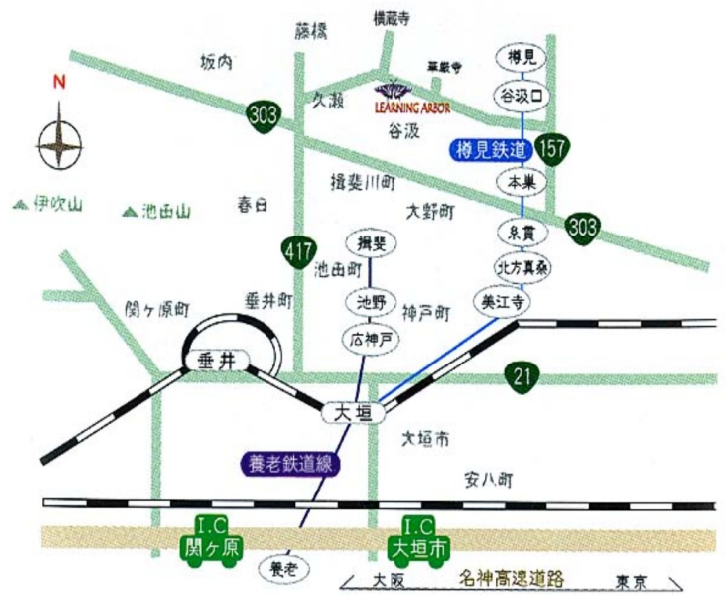 横蔵寺
藤橋
樽見
坂内
N
華厳寺
谷汲口
久瀬
LEARNING ARBOR
303
谷汲
樽見鉄道
157
揖斐川町
本巣
伊吹山
池田山
春日
大野町
303
糸貫
417
揖斐
池田町
北方真桑
関ヶ原町
垂井町
池野
神戸町
美江寺
広神戸
垂井
21
大垣
大垣市
養老鉄道線
安八町
I.C
関ヶ原
I.C
大垣市
養老
大阪 名神高速道路 東京